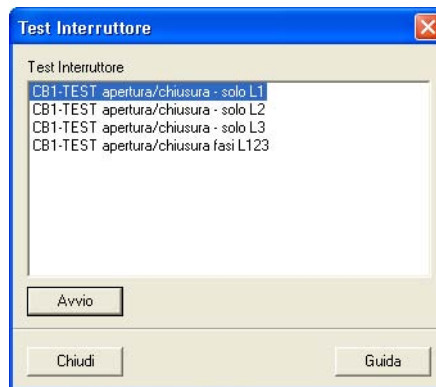 Test Interruttore
Test Interruttore
CB1-TEST apertura/chiusura - solo L1
CB1-TEST apertura/chiusura - solo L2
CB1-TEST apertura/chiusura - solo L3
CB1-TEST apertura/chiusura fasi L123
Avvio
Chiudi
Guida